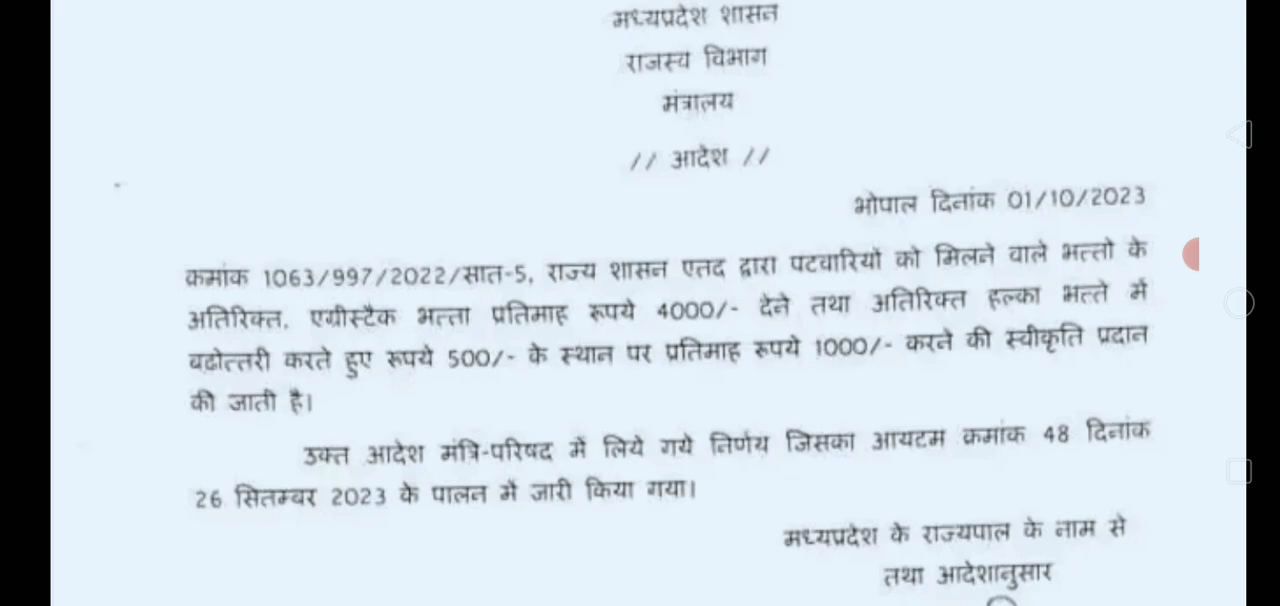 मध्यप्रदेश शासन
राजस्व विभाग
मंत्रालय
// आदेश //
भोपाल दिनांक 01/10/2023
कमांक 1063/997/2022/सात-5, राज्य शासन एतद द्वारा पटवारियों को मिलने वाले भत्तो के
अतिरिक्त, एग्रीस्टैक भत्ता प्रतिमाह रूपये 4000/- देने तथा अतिरिक्त हल्का भत्ते में
बढोत्तरी करते हुए रूपये 500/- के स्थान पर प्रतिमाह रूपये 1000/- करने की स्वीकृति प्रदान
की जाती है।
उक्त आदेश मंत्रि-परिषद में लिये गये निर्णय जिसका आयटम क्रमांक 48 दिनांक
26 सितम्बर 2023 के पालन में जारी किया गया।
मध्यप्रदेश के राज्यपाल के नाम से
तथा आदेशानुसार